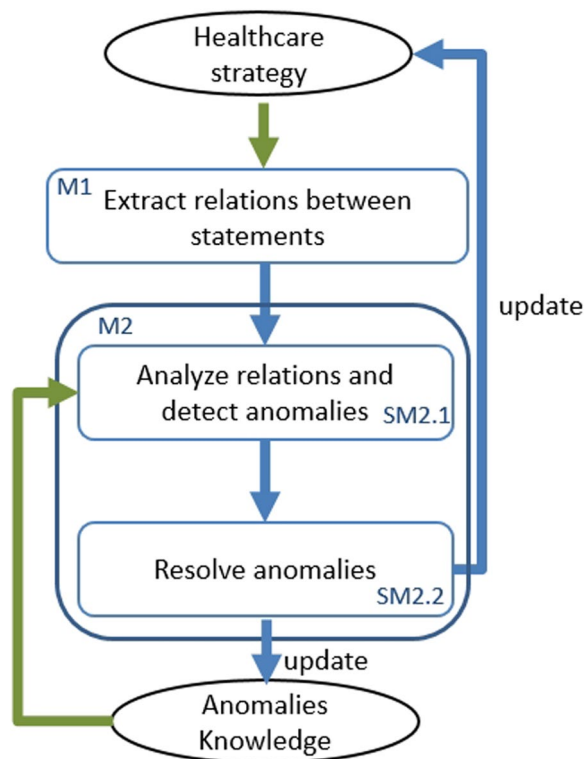 Healthcare
strategy
M1
Extract relations between
statements
update
M2
Analyze relations and
detect anomalies
SM2.1
Resolve anomalies
SM2.2
update
Anomalies
Knowledge